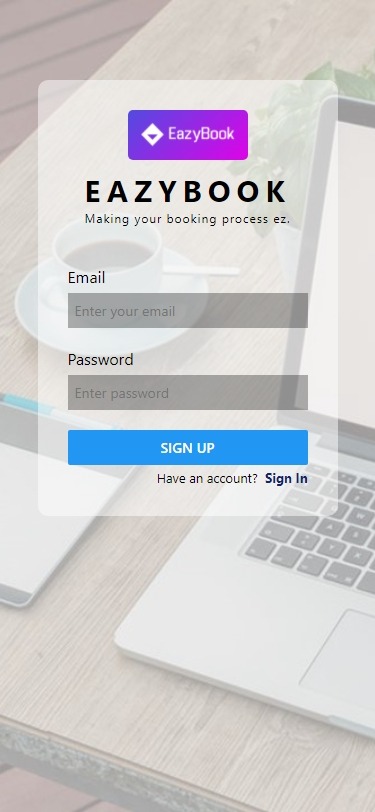 EazyBook
EAZYBOOK
Making your booking process ez.
Email
Enter your email
Password
Enter password
SIGN UP
Have an account? Sign In